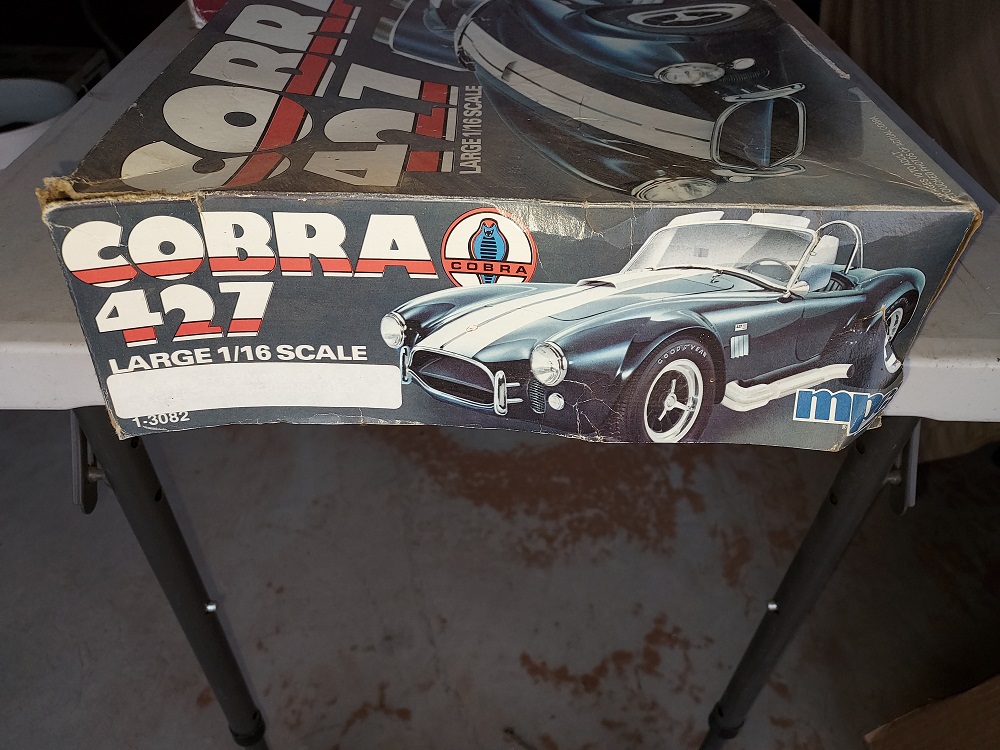 COBRA
427
LARGE 1/16 SCALE
COBRA
427
LARGE 1/16 SCALE
1-3082
COBRA
GOODYEAR
mpc